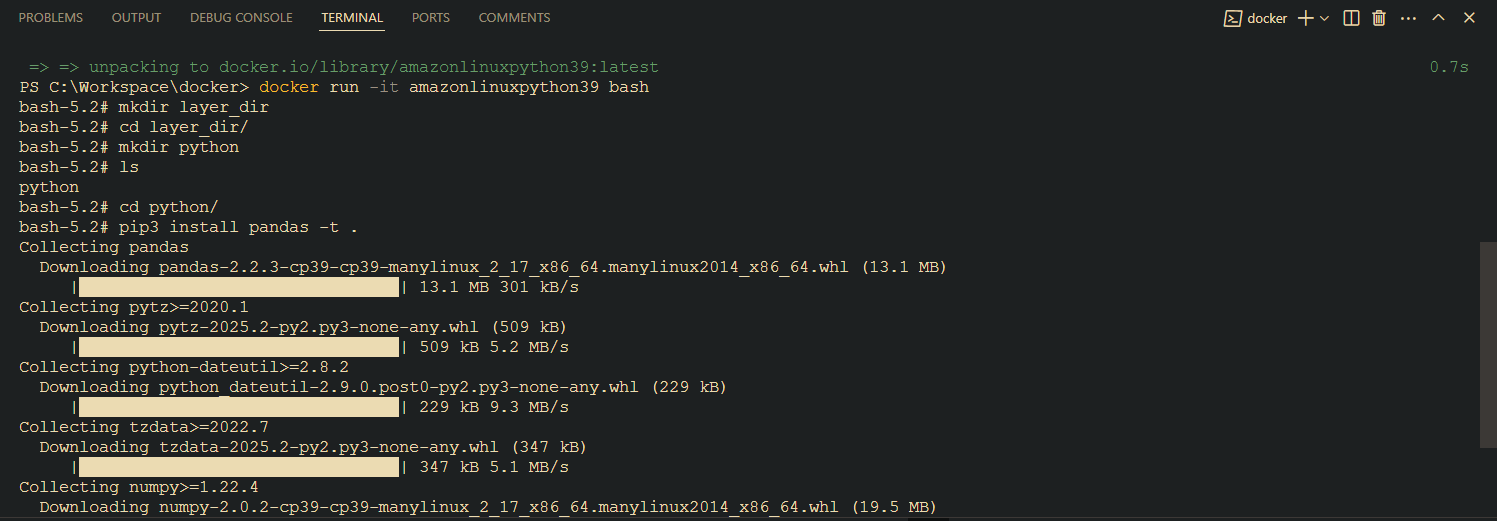 PROBLEMS OUTPUT DEBUG CONSOLE TERMINAL PORTS COMMENTS docker
=> => unpacking to docker.io/library/amazonlinuxpython39:latest 0.7s
PS C:\Workspace\docker> docker run -it amazonlinuxpython39 bash
bash-5.2# mkdir layer_dir
bash-5.2# cd layer_dir/
bash-5.2# mkdir python
bash-5.2# ls
python
bash-5.2# cd python/
bash-5.2# pip3 install pandas -t .
Collecting pandas
Downloading pandas-2.2.3-cp39-cp39-manylinux_2_17_x86_64.manylinux2014_x86_64.whl (13.1 MB)
| | 13.1 MB 301 kB/s
Collecting pytz>=2020.1
Downloading pytz-2025.2-py2.py3-none-any.whl (509 kB)
| | 509 kB 5.2 MB/s
Collecting python-dateutil>=2.8.2
Downloading python_dateutil-2.9.0.post0-py2.py3-none-any.whl (229 kB)
| | 229 kB 9.3 MB/s
Collecting tzdata>=2022.7
Downloading tzdata-2025.2-py2.py3-none-any.whl (347 kB)
| | 347 kB 5.1 MB/s
Collecting numpy>=1.22.4
Downloading numpy-2.0.2-cp39-cp39-manylinux_2_17_x86_64.manylinux2014_x86_64.whl (19.5 MB)